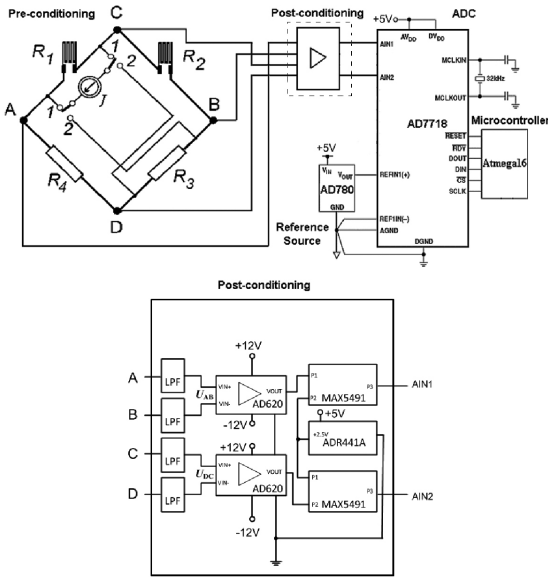 Pre-conditioning
C
Post-conditioning
+5V
ADC
AVDD
DVDD
R1
1
2
R2
J
AIN1
AIN2
MCLKIN
32kHz
MCLKOUT
A
1
2
B
AD7718
Microcontroller
R4
R3
+5V
VIN
VOUT
AD780
GND
REFIN1(+)
RESET
RDY
DOUT
DIN
CS
SCLK
Atmega16
D
Reference
Source
REF1IN(−)
AGND
DGND
Post-conditioning
+12V
A
LPF
VIN+
VOUT
P1
P3
AIN1
UAB
AD620
P2
MAX5491
B
LPF
VIN-
-12V
+5V
C
LPF
+12V
+2.5V
ADR441A
VIN+
VOUT
P1
UDC
AD620
P2
MAX5491
P3
AIN2
D
LPF
VIN-
-12V